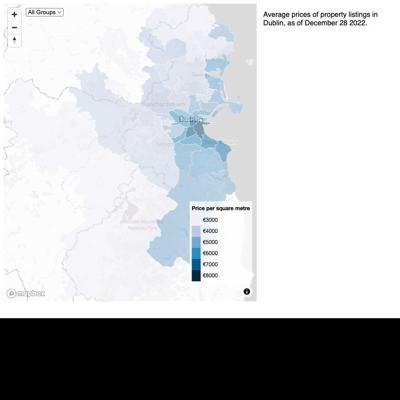 +
All Groups
Average prices of property listings in
Dublin, as of December 28 2022.
−
Dublin
Price per square metre
€3000
€4000
€5000
€6000
€7000
€8000
mapbox